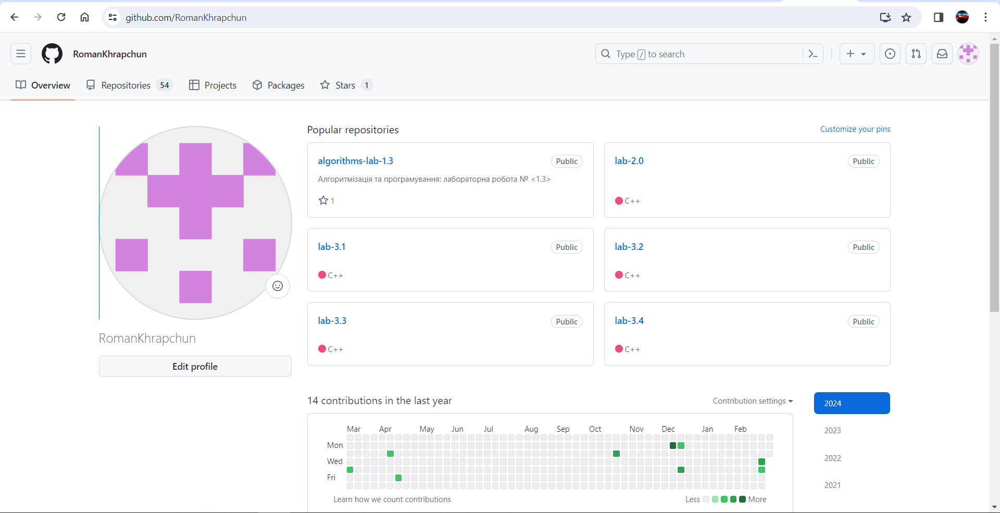 github.com/RomanKhrapchun
RomanKhrapchun
Type / to search
Overview
Repositories 54
Projects
Packages
Stars 1
Popular repositories
Customize your pins
algorithms-lab-1.3 Public
Алгоритмізація та програмування: лабораторна робота № <1.3>
1
lab-2.0 Public
C++
lab-3.1 Public
C++
lab-3.2 Public
C++
lab-3.3 Public
C++
lab-3.4 Public
C++
RomanKhrapchun
Edit profile
14 contributions in the last year
Contribution settings
2024
2023
2022
2021
Mar Apr May Jun Jul Aug Sep Oct Nov Dec Jan Feb
Mon
Wed
Fri
Learn how we count contributions
Less More